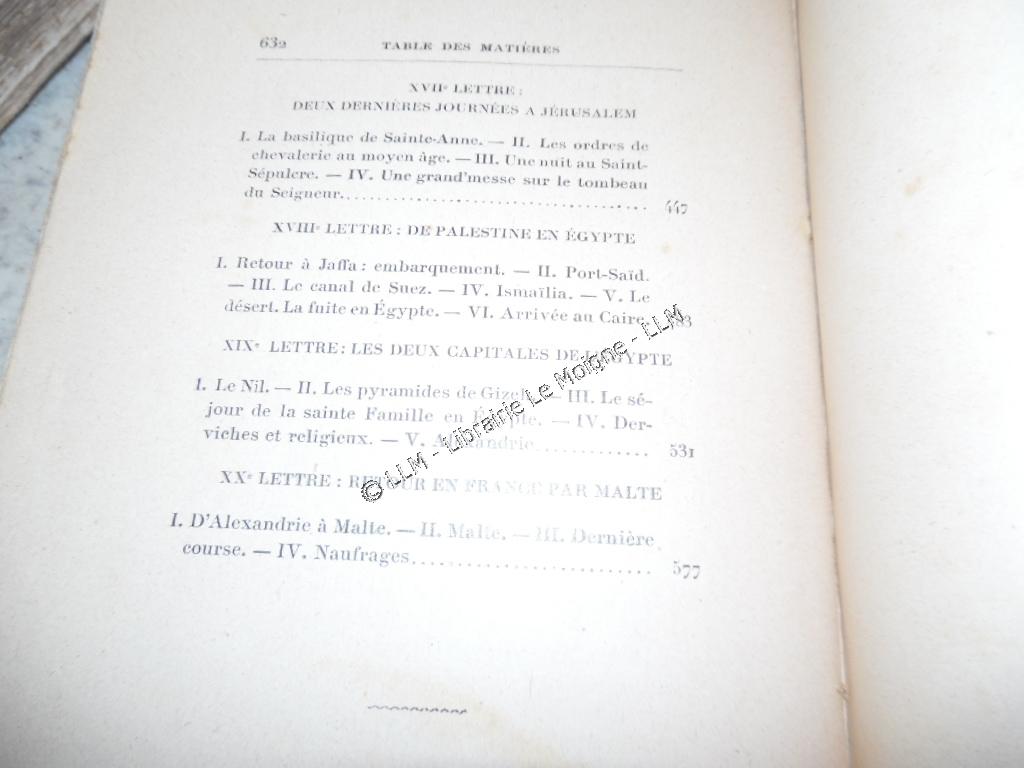 632 TABLE DES MATIÈRES
XVIIe LETTRE :
DEUX DERNIÈRES JOURNÉES A JÉRUSALEM
I. La basilique de Sainte-Anne. — II. Les ordres de
chevalerie au moyen âge. — III. Une nuit au Saint-
Sépulcre. — IV. Une grand'messe sur le tombeau
du Seigneur. 447
XVIIIe LETTRE : DE PALESTINE EN ÉGYPTE
I. Retour à Jaffa : embarquement. — II. Port-Saïd.
— III. Le canal de Suez. — IV. Ismaïlia. — V. Le
désert. La fuite en Égypte. — VI. Arrivée au Caire.
XIXe LETTRE : LES DEUX CAPITALES DE L'ÉGYPTE
I. Le Nil. — II. Les pyramides de Gizeh. — III. Le sé-
jour de la sainte Famille en Égypte. — IV. Der-
viches et religieux. — V. Alexandrie. 531
XXe LETTRE : RETOUR EN FRANCE PAR MALTE
I. D'Alexandrie à Malte. — II. Malte. — III. Dernière
course. — IV. Naufrages. 577
© LLM - Librairie Le Moigne - LLM